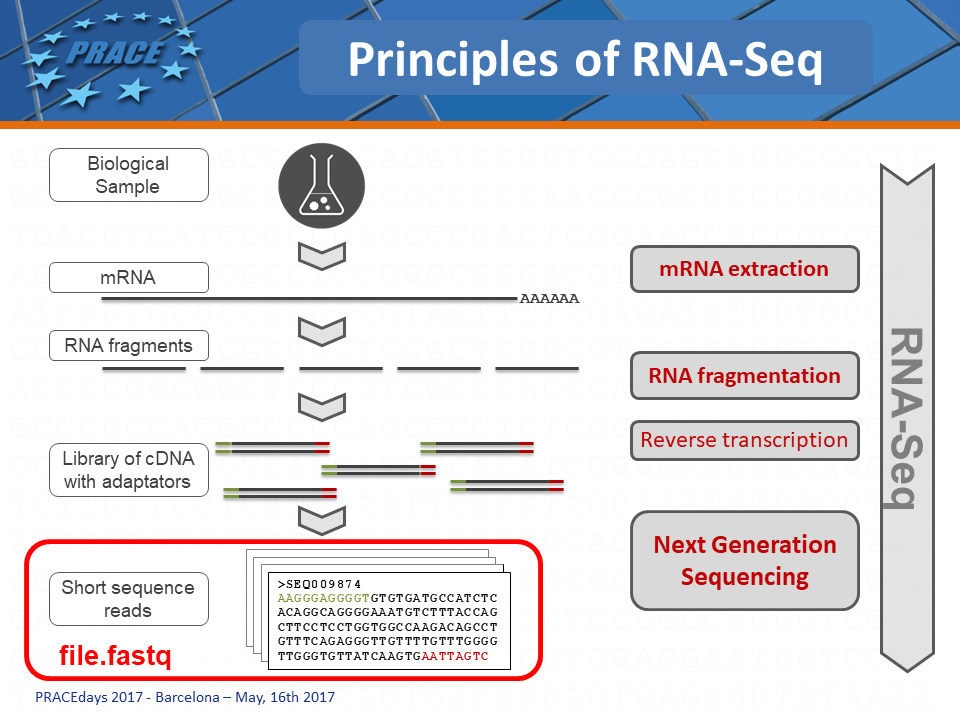 PRACE
Principles of RNA-Seq
Biological
Sample
mRNA
AAAAAA
mRNA extraction
RNA fragments
RNA fragmentation
Reverse transcription
Library of cDNA
with adaptators
Next Generation
Sequencing
RNA-Seq
Short sequence
reads
file.fastq
>SEQ009874
AAGGGAGGGGTGTGTGATGCCATCTC
ACAGGCAGGGGAAATGTCTTTACCAG
CTTCCTCCTGGTGGCCAAGACAGCCT
GTTTCAGAGGGTTGTTTTGTTTGGGG
TTGGGTGTTATCAAGTGAATTAGTC
PRACEdays 2017 - Barcelona – May, 16th 2017